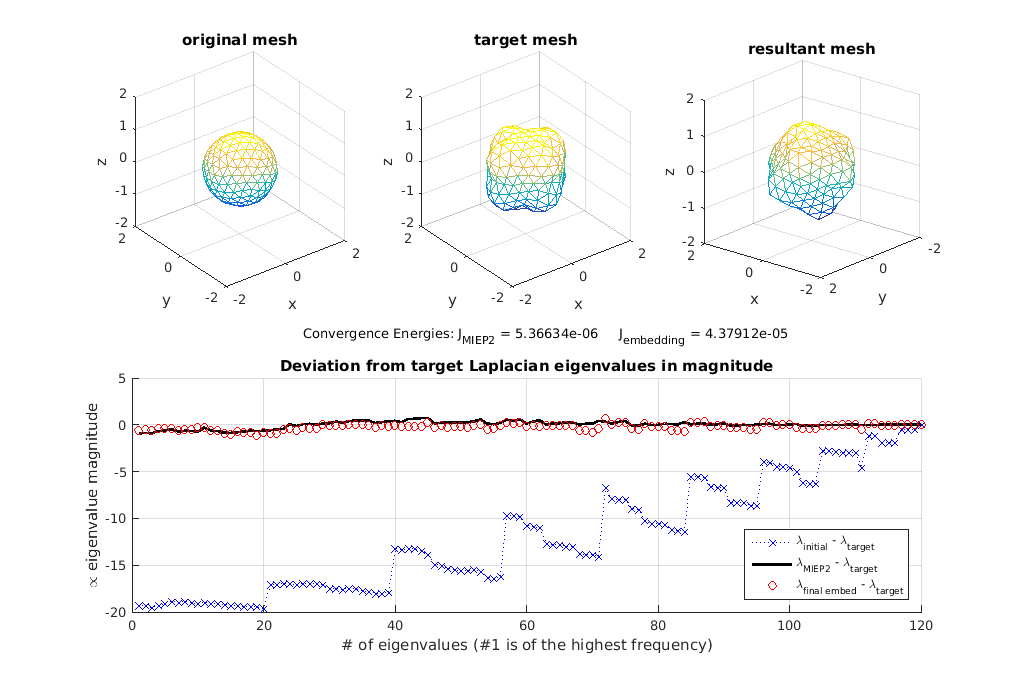 original mesh
target mesh
resultant mesh
2
1
0
-1
-2
z
2
0
-2
y
-2
0
2
x
2
1
0
-1
-2
z
2
0
-2
y
-2
0
2
x
2
1
0
-1
-2
z
2
0
-2
x
2
0
-2
y
Convergence Energies: J_MIEP2 = 5.36634e-06 J_embedding = 4.37912e-05
Deviation from target Laplacian eigenvalues in magnitude
5
0
-5
-10
-15
-20
∝ eigenvalue magnitude
λ_initial - λ_target
λ_MIEP2 - λ_target
λ_final embed - λ_target
0 20 40 60 80 100 120
# of eigenvalues (#1 is of the highest frequency)